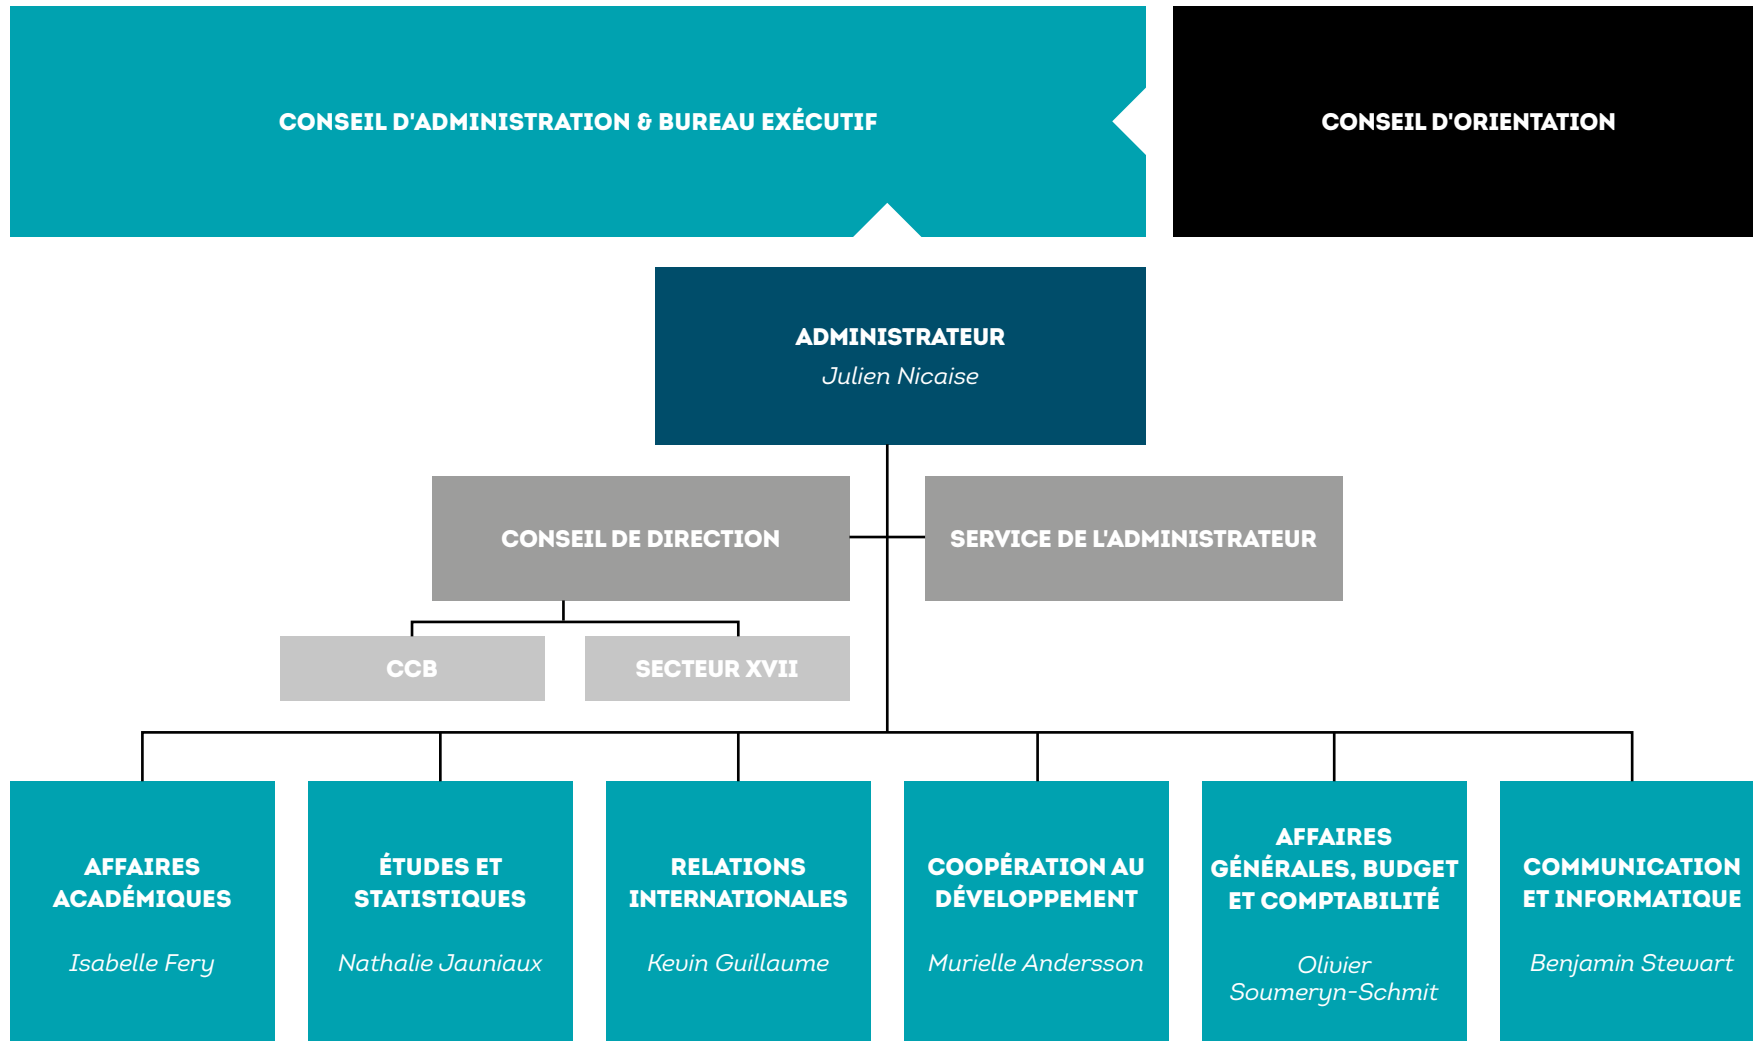 CONSEIL D'ADMINISTRATION & BUREAU EXÉCUTIF
CONSEIL D'ORIENTATION
ADMINISTRATEUR
Julien Nicaise
CONSEIL DE DIRECTION
SERVICE DE L'ADMINISTRATEUR
CCB
SECTEUR XVII
AFFAIRES
ACADÉMIQUES
Isabelle Fery
ÉTUDES ET
STATISTIQUES
Nathalie Jauniaux
RELATIONS
INTERNATIONALES
Kevin Guillaume
COOPÉRATION AU
DÉVELOPPEMENT
Murielle Andersson
AFFAIRES
GÉNÉRALES, BUDGET
ET COMPTABILITÉ
Olivier
Soumeryn-Schmit
COMMUNICATION
ET INFORMATIQUE
Benjamin Stewart